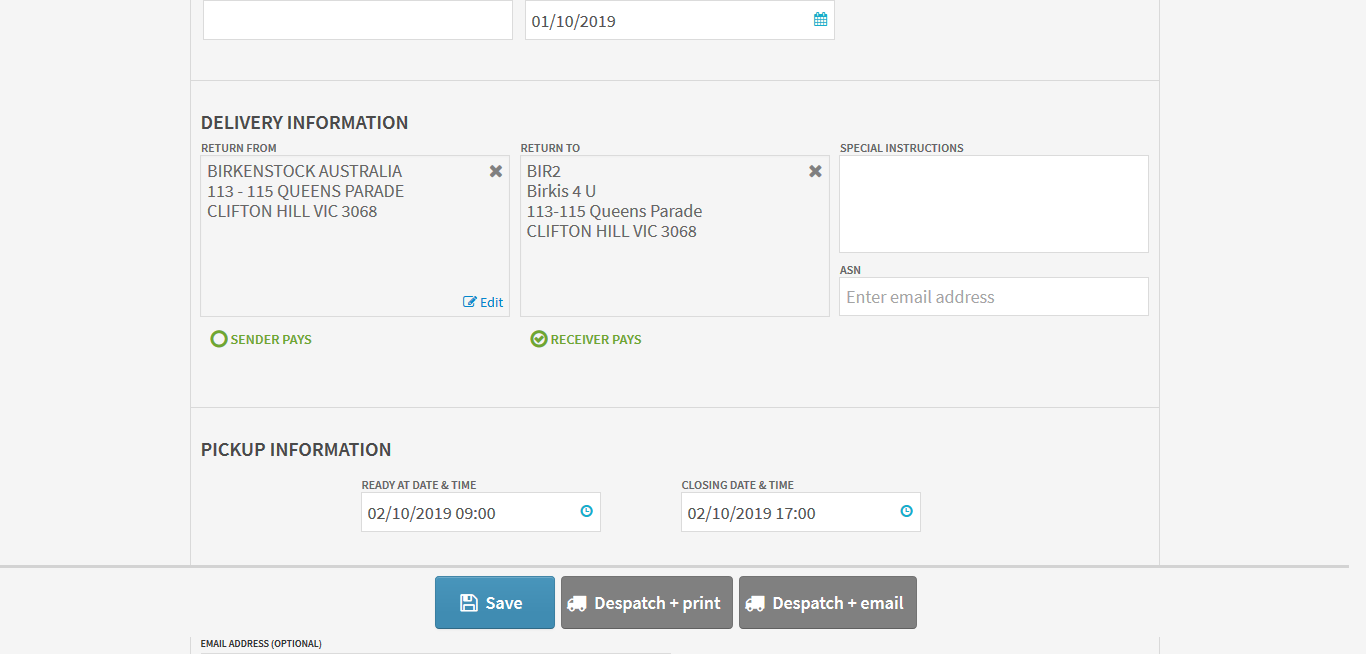 01/10/2019
DELIVERY INFORMATION
RETURN FROM
BIRKENSTOCK AUSTRALIA
113 - 115 QUEENS PARADE
CLIFTON HILL VIC 3068
Edit
SENDER PAYS
RETURN TO
BIR2
Birkis 4 U
113-115 Queens Parade
CLIFTON HILL VIC 3068
RECEIVER PAYS
SPECIAL INSTRUCTIONS
ASN
Enter email address
PICKUP INFORMATION
READY AT DATE & TIME
02/10/2019 09:00
CLOSING DATE & TIME
02/10/2019 17:00
Save
Despatch + print
Despatch + email
EMAIL ADDRESS (OPTIONAL)